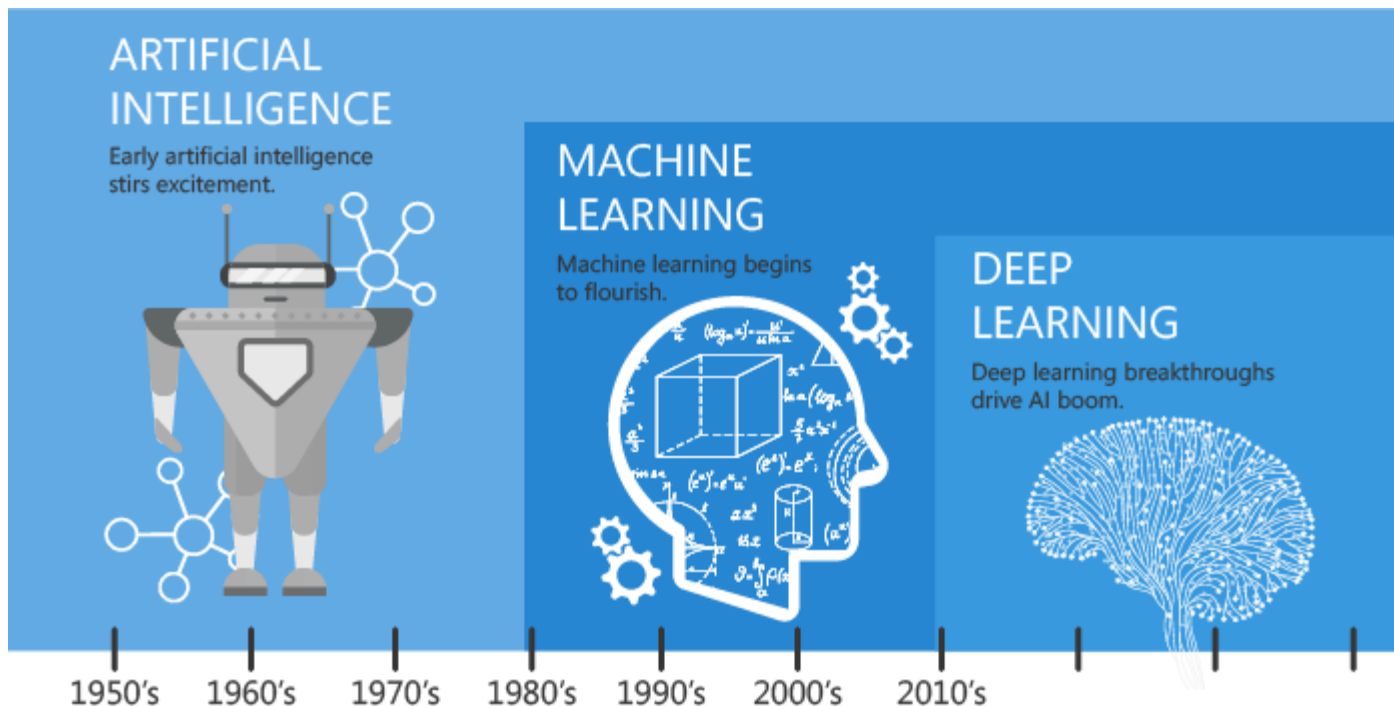 ARTIFICIAL
INTELLIGENCE
Early artificial intelligence
stirs excitement.
MACHINE
LEARNING
Machine learning begins
to flourish.
DEEP
LEARNING
Deep learning breakthroughs
drive AI boom.
1950's 1960's 1970's 1980's 1990's 2000's 2010's